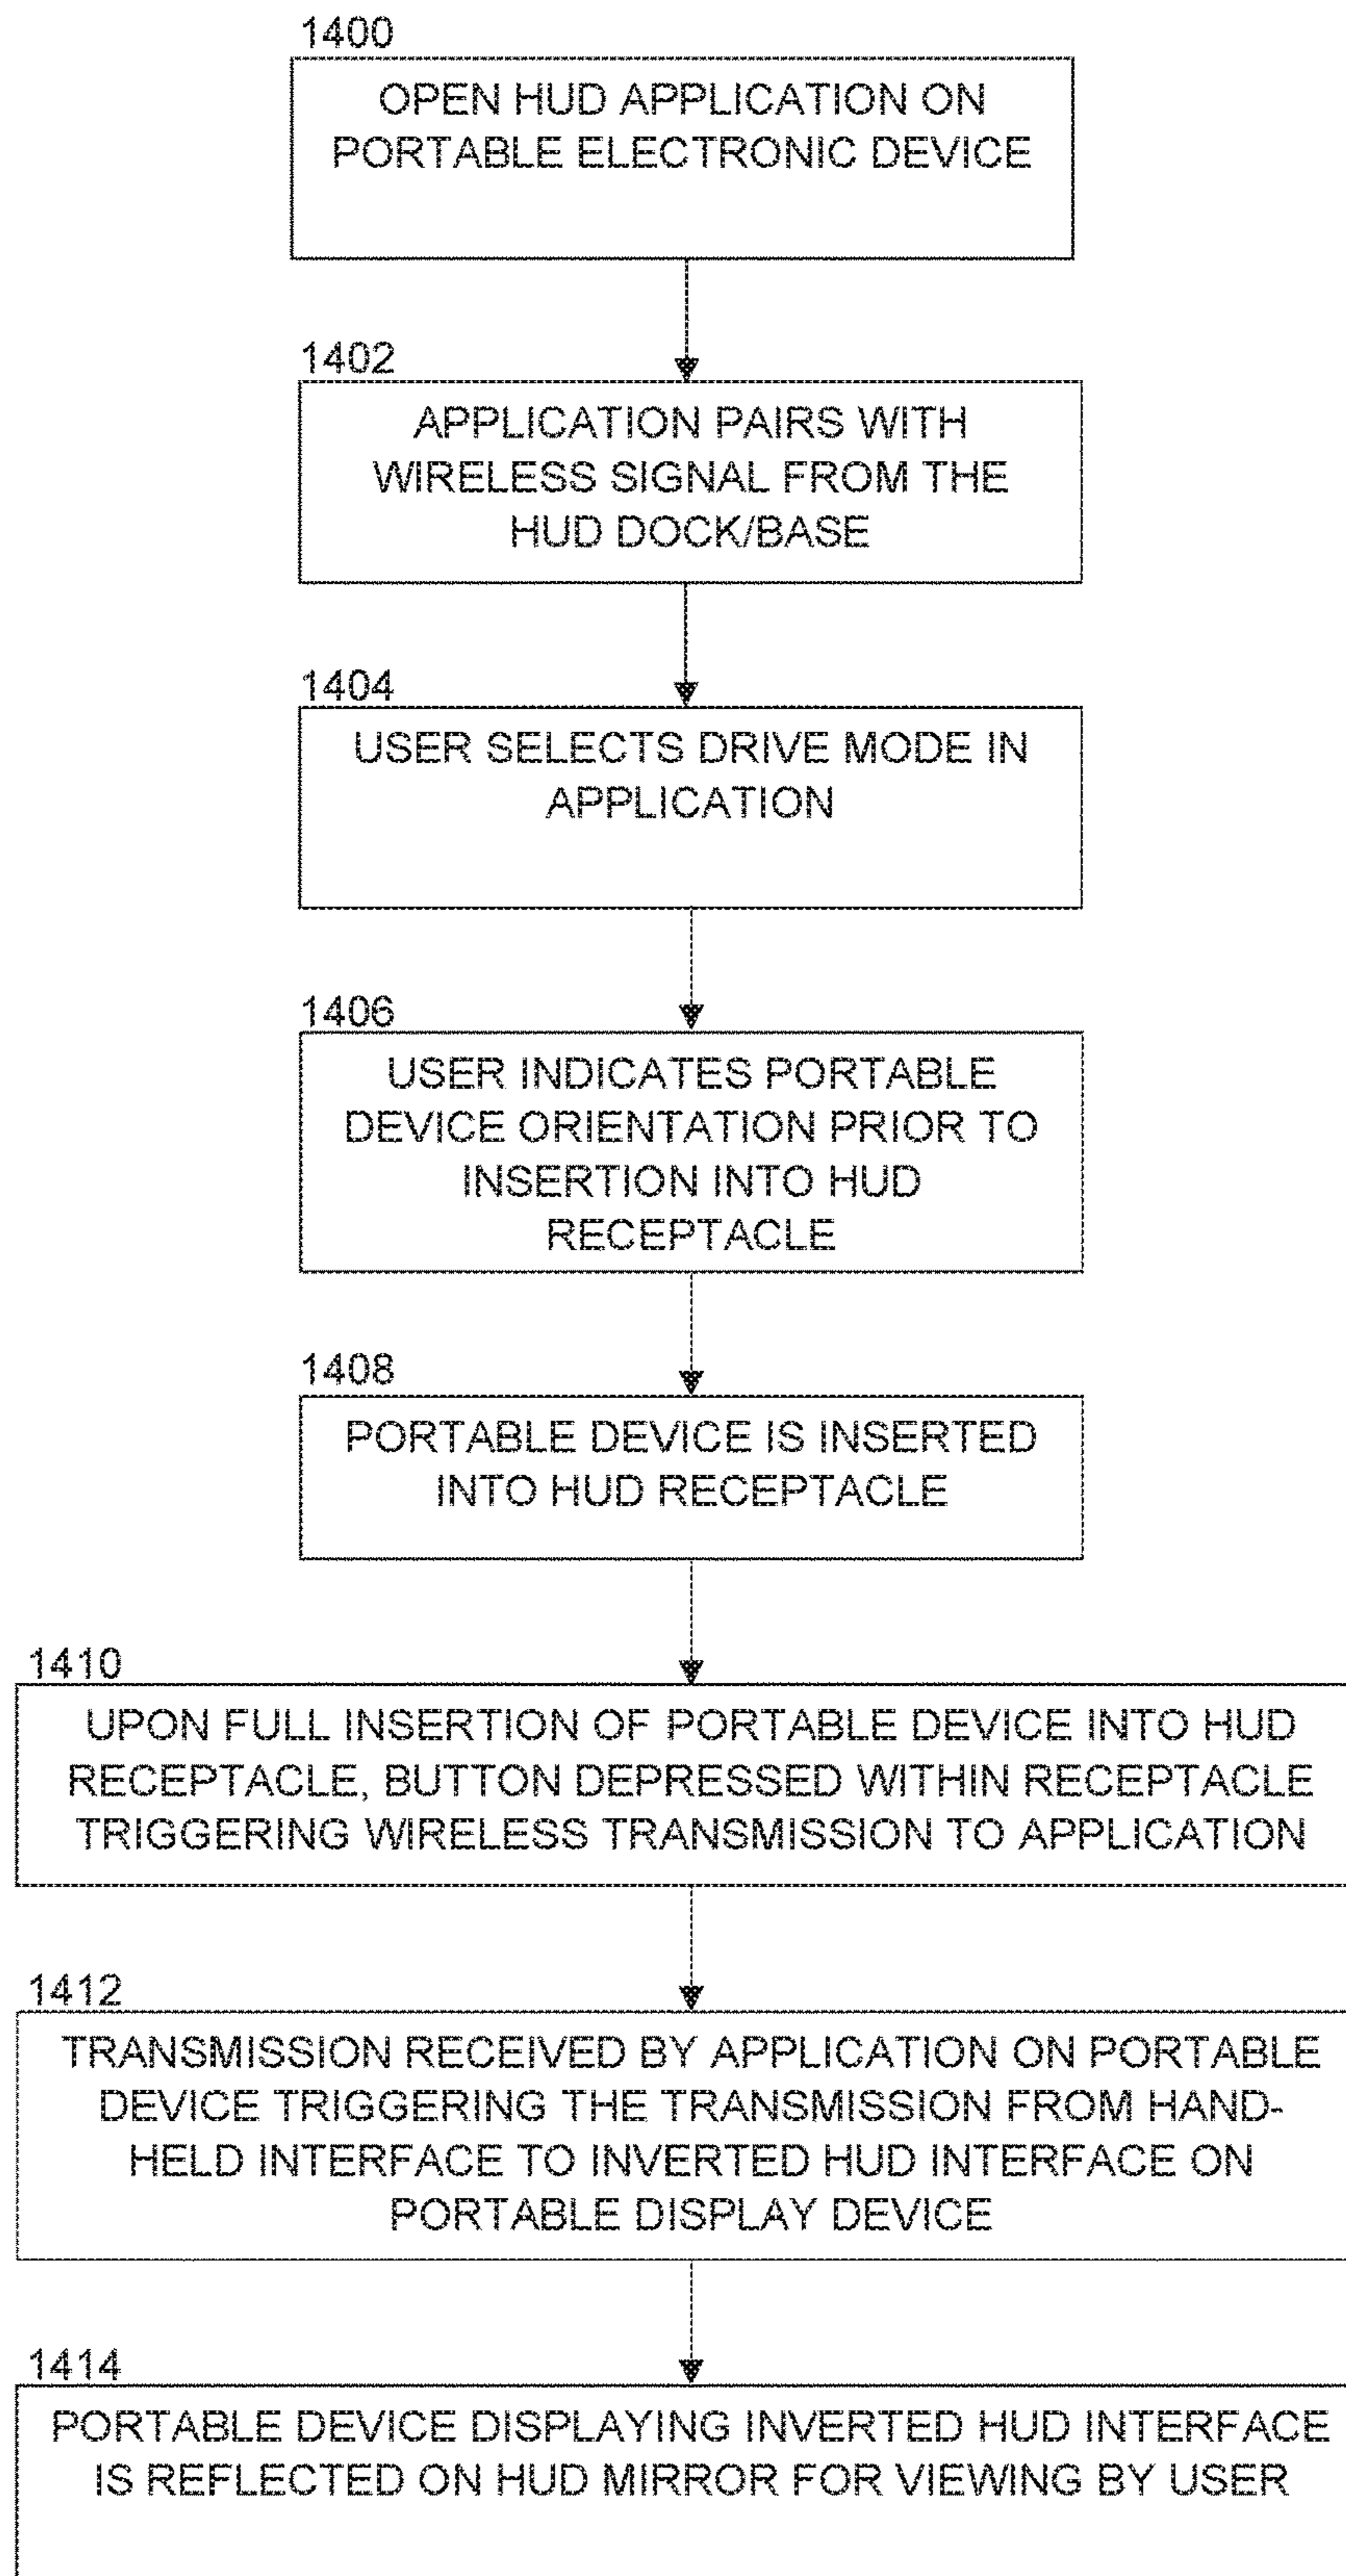 1400
OPEN HUD APPLICATION ON
PORTABLE ELECTRONIC DEVICE
1402
APPLICATION PAIRS WITH
WIRELESS SIGNAL FROM THE
HUD DOCK/BASE
1404
USER SELECTS DRIVE MODE IN
APPLICATION
1406
USER INDICATES PORTABLE
DEVICE ORIENTATION PRIOR TO
INSERTION INTO HUD
RECEPTACLE
1408
PORTABLE DEVICE IS INSERTED
INTO HUD RECEPTACLE
1410
UPON FULL INSERTION OF PORTABLE DEVICE INTO HUD
RECEPTACLE, BUTTON DEPRESSED WITHIN RECEPTACLE
TRIGGERING WIRELESS TRANSMISSION TO APPLICATION
1412
TRANSMISSION RECEIVED BY APPLICATION ON PORTABLE
DEVICE TRIGGERING THE TRANSMISSION FROM HAND-
HELD INTERFACE TO INVERTED HUD INTERFACE ON
PORTABLE DISPLAY DEVICE
1414
PORTABLE DEVICE DISPLAYING INVERTED HUD INTERFACE
IS REFLECTED ON HUD MIRROR FOR VIEWING BY USER